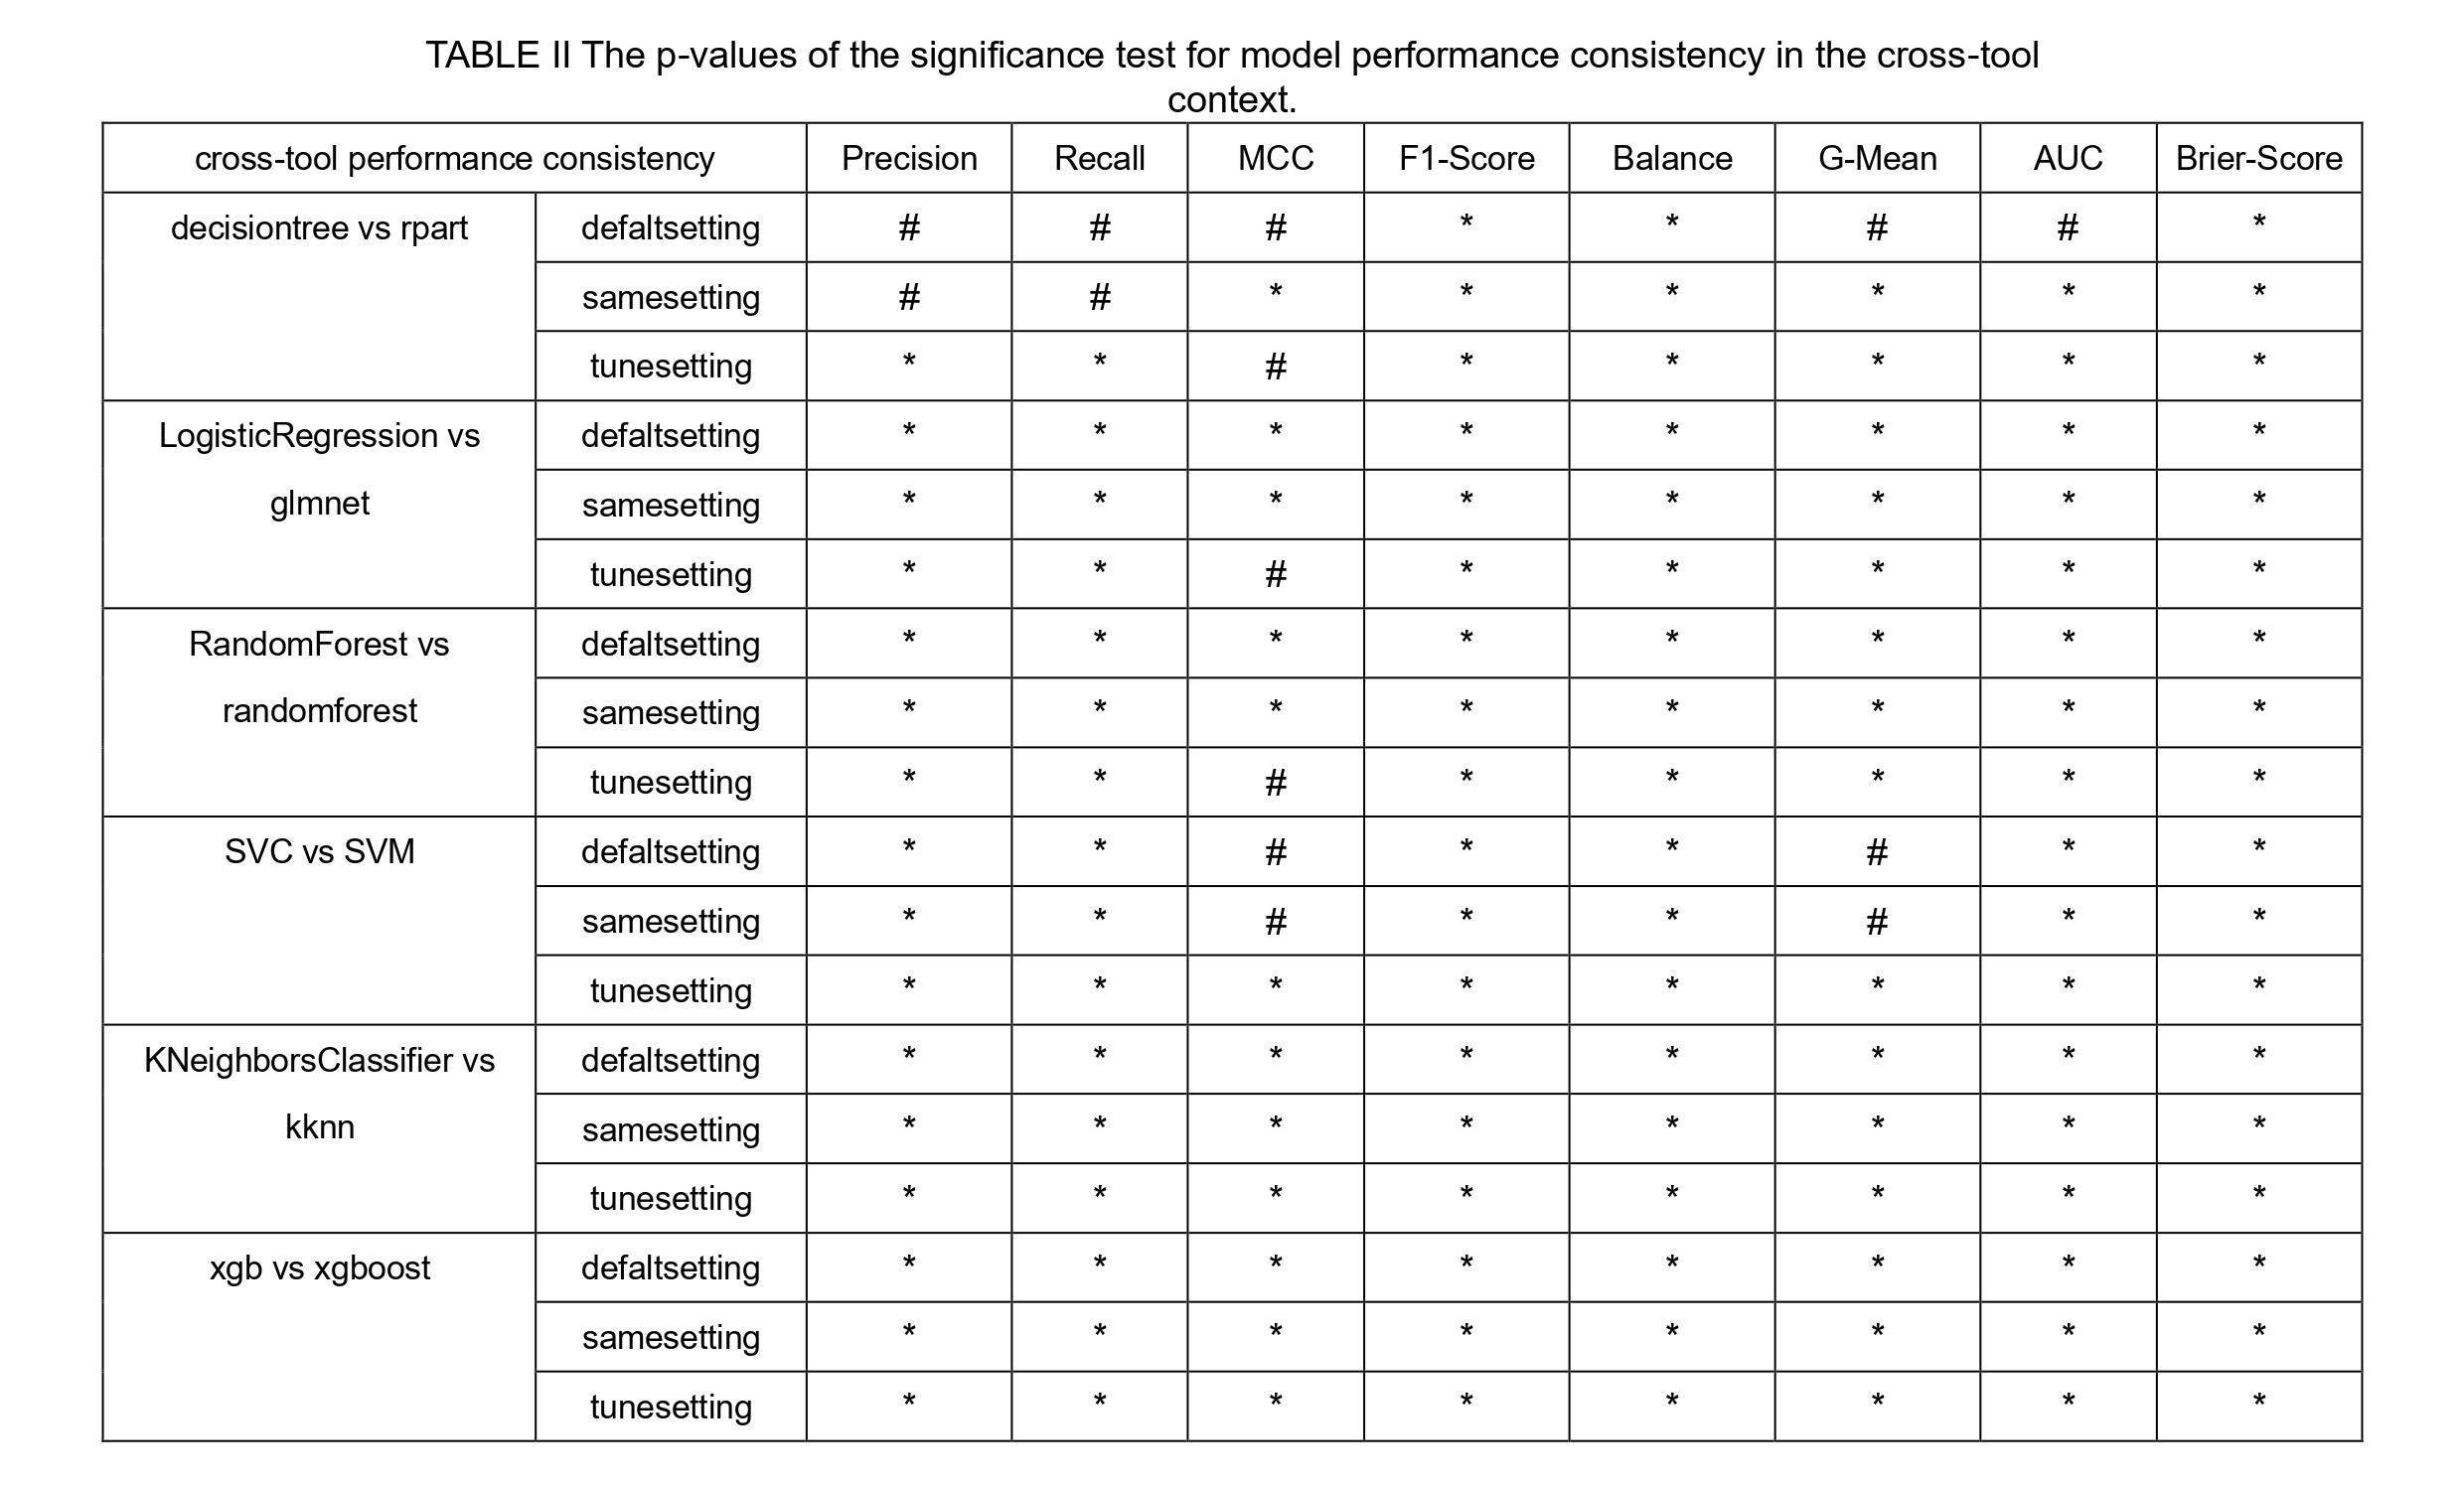 TABLE II The p-values of the significance test for model performance consistency in the cross-tool
context.
cross-tool performance consistency Precision Recall MCC F1-Score Balance G-Mean AUC Brier-Score
decisiontree vs rpart defaltsetting # # # * * # # *
samesetting # # * * * * * *
tunesetting * * # * * * * *
LogisticRegression vs defaltsetting * * * * * * * *
glmnet samesetting * * * * * * * *
tunesetting * * # * * * * *
RandomForest vs defaltsetting * * * * * * * *
randomforest samesetting * * * * * * * *
tunesetting * * # * * * * *
SVC vs SVM defaltsetting * * # * * # * *
samesetting * * # * * # * *
tunesetting * * * * * * * *
KNeighborsClassifier vs defaltsetting * * * * * * * *
kknn samesetting * * * * * * * *
tunesetting * * * * * * * *
xgb vs xgboost defaltsetting * * * * * * * *
samesetting * * * * * * * *
tunesetting * * * * * * * *